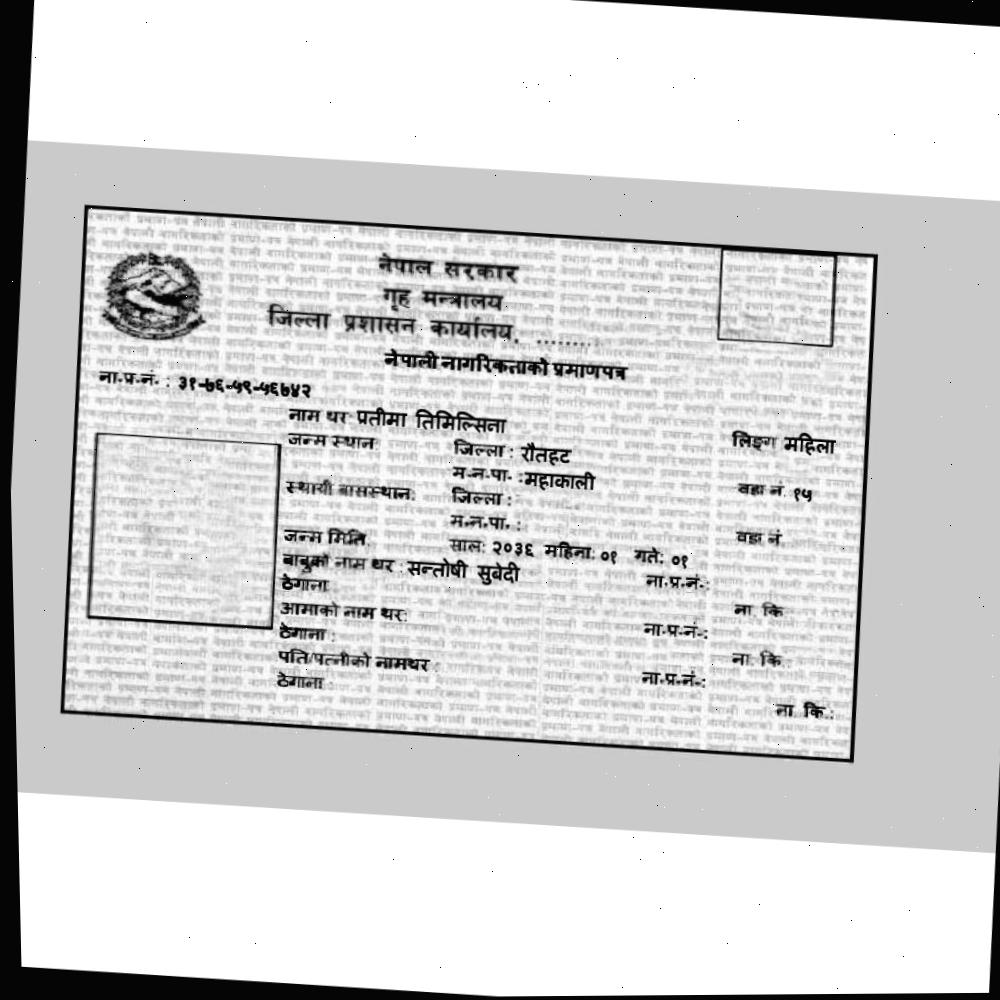 नेपाल सरकार
गृह मन्त्रालय
जिल्ला प्रशासन कार्यालय, ........
नेपाली नागरिकताको प्रमाणपत्र
ना.प्र.नं. : ३१-७६-५९-५६७४२
नाम थर प्रतीमा तिमिल्सिना लिङ्ग महिला
जन्म स्थान: जिल्ला : रौतहट
म.न.पा. :महाकाली वडा नं. १५
स्थायी बासस्थान: जिल्ला :
म.न.पा. : वडा नं
जन्म मिति: साल: २०३६ महिना: ०१ गते: ०१
बाबुको नाम थर : सन्तोषी सुबेदी ना.प्र.नं.:
ठेगाना ना. कि
आमाको नाम थर: ना.प्र.नं.:
ठेगाना : ना. कि.:
पति/पत्नीको नामथर : ना.प्र.नं.:
ठेगाना : ना कि.: